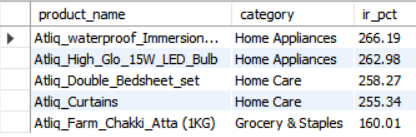 product_name category ir_pct
Atliq_waterproof_Immersion... Home Appliances 266.19
Atliq_High_Glo_15W_LED_Bulb Home Appliances 262.98
Atliq_Double_Bedsheet_set Home Care 258.27
Atliq_Curtains Home Care 255.34
Atliq_Farm_Chakki_Atta (1KG) Grocery & Staples 160.01